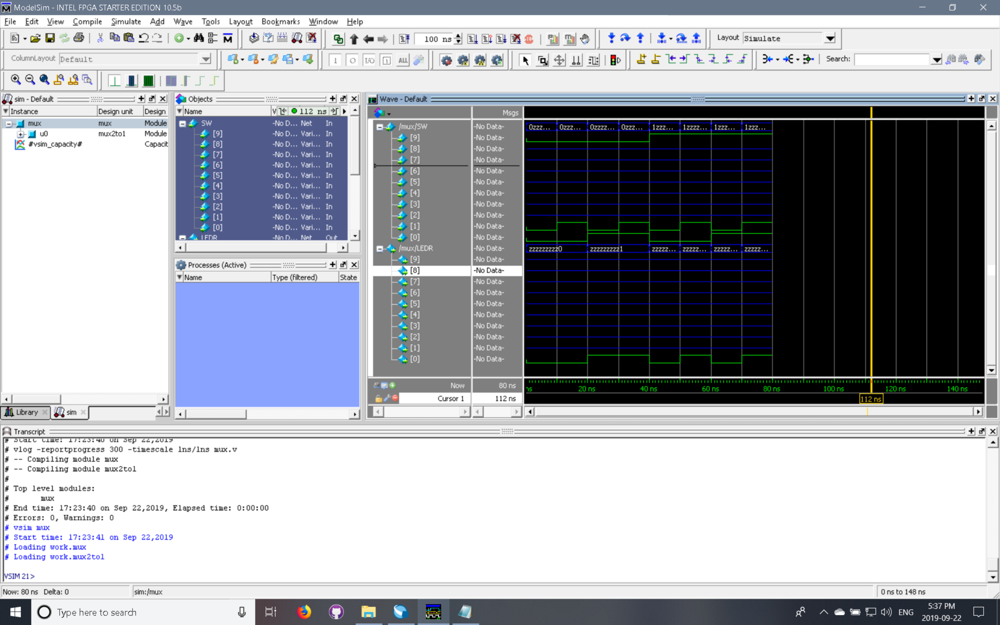 ModelSim - INTEL FPGA STARTER EDITION 10.5b
File Edit View Compile Simulate Add Wave Tools Layout Bookmarks Window Help
100 ns
Layout Simulate
ColumnLayout Default
ALL
Search:
sim - Default
Instance Design unit Design
mux mux Module
u0 mux2to1 Module
#vsim_capacity# Capacit
Library sim
Objects
Name V 112 ns
SW -No D... Net In
[9] -No D... Vari... In
[8] -No D... Vari... In
[7] -No D... Vari... In
[6] -No D... Vari... In
[5] -No D... Vari... In
[4] -No D... Vari... In
[3] -No D... Vari... In
[2] -No D... Vari... In
[1] -No D... Vari... In
[0] -No D... Vari... In
LEDR -No D... Net Out
Processes (Active)
Name Type (filtered) State
Wave - Default
Msgs
/mux/SW -No Data- 0zzz... 0zzz... 0zzzz... 0zzz... 1zzz... 1zzzz... 1zzz... 1zzz...
[9] -No Data-
[8] -No Data-
[7] -No Data-
[6] -No Data-
[5] -No Data-
[4] -No Data-
[3] -No Data-
[2] -No Data-
[1] -No Data-
[0] -No Data-
/mux/LEDR -No Data- zzzzzzzzz0 zzzzzzzzz1 zzzzz... zzzzz... zzzzz... zzzzz...
[9] -No Data-
[8] -No Data-
[7] -No Data-
[6] -No Data-
[5] -No Data-
[4] -No Data-
[3] -No Data-
[2] -No Data-
[1] -No Data-
[0] -No Data-
Now 80 ns ns 20 ns 40 ns 60 ns 80 ns 100 ns 120 ns 140 ns
Cursor 1 112 ns 112 ns
Transcript
# Start time: 17:23:40 on Sep 22,2019
# vlog -reportprogress 300 -timescale 1ns/1ns mux.v
# -- Compiling module mux
# -- Compiling module mux2to1
#
# Top level modules:
# mux
# End time: 17:23:40 on Sep 22,2019, Elapsed time: 0:00:00
# Errors: 0, Warnings: 0
# vsim mux
# Start time: 17:23:41 on Sep 22,2019
# Loading work.mux
# Loading work.mux2to1
VSIM 21>
Now: 80 ns Delta: 0 sim:/mux 0 ns to 148 ns
Type here to search ENG 5:37 PM
2019-09-22